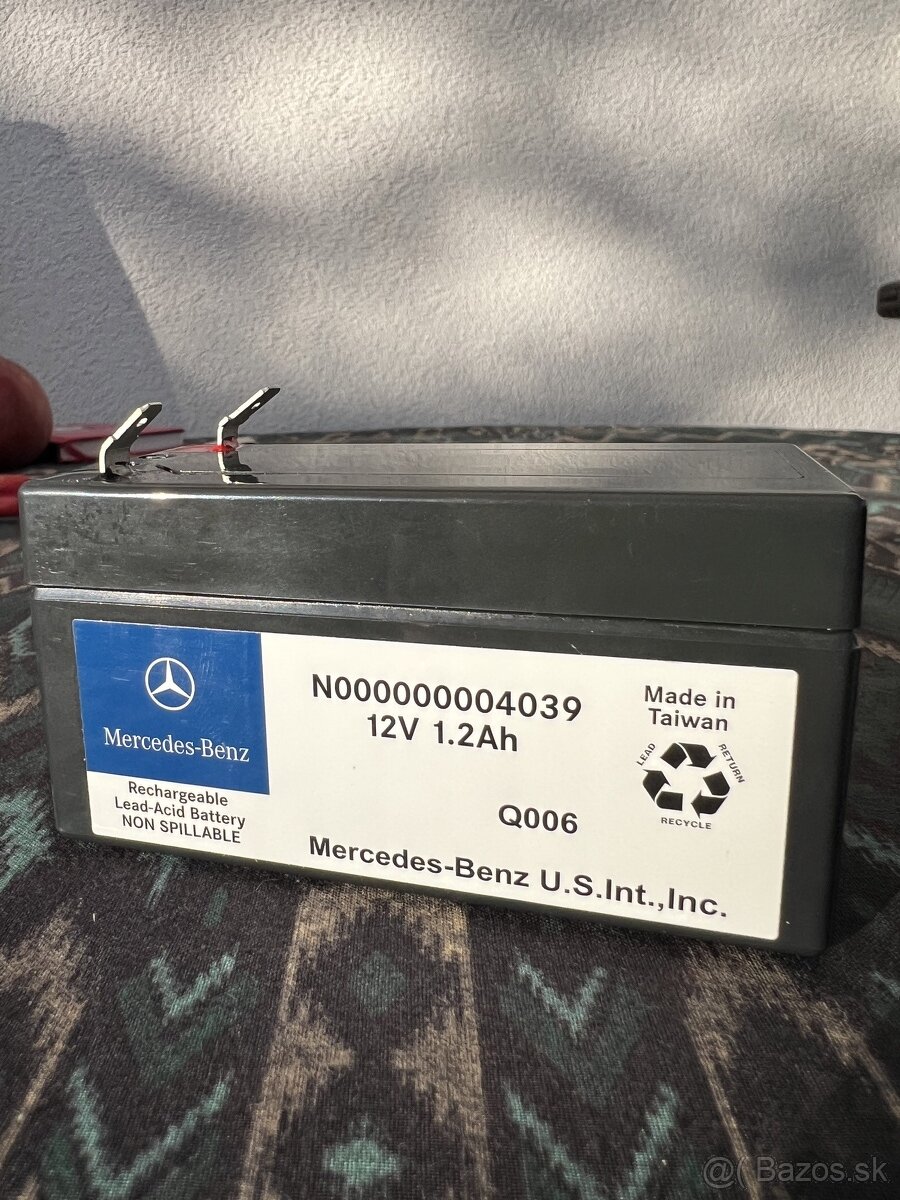 Mercedes-Benz
Rechargeable
Lead-Acid Battery
NON SPILLABLE
N000000004039
12V 1.2Ah
Q006
Mercedes-Benz U.S.Int.,Inc.
Made in
Taiwan
LEAD
RETURN
RECYCLE
@( Bazos.sk